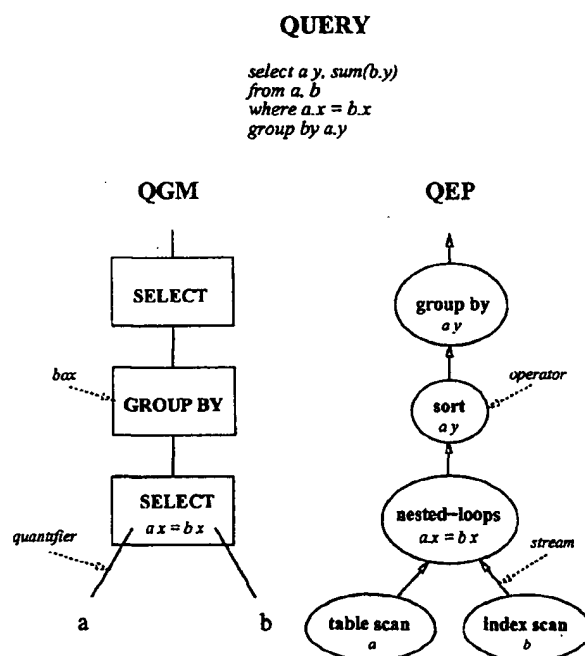 QUERY
select a y, sum(b.y)
from a, b
where a.x = b.x
group by a.y
QGM
SELECT
box
GROUP BY
SELECT
a x = b x
quantifier
a
b
QEP
group by
a y
operator
sort
a y
nested-loops
a.x = b x
stream
table scan
a
index scan
b